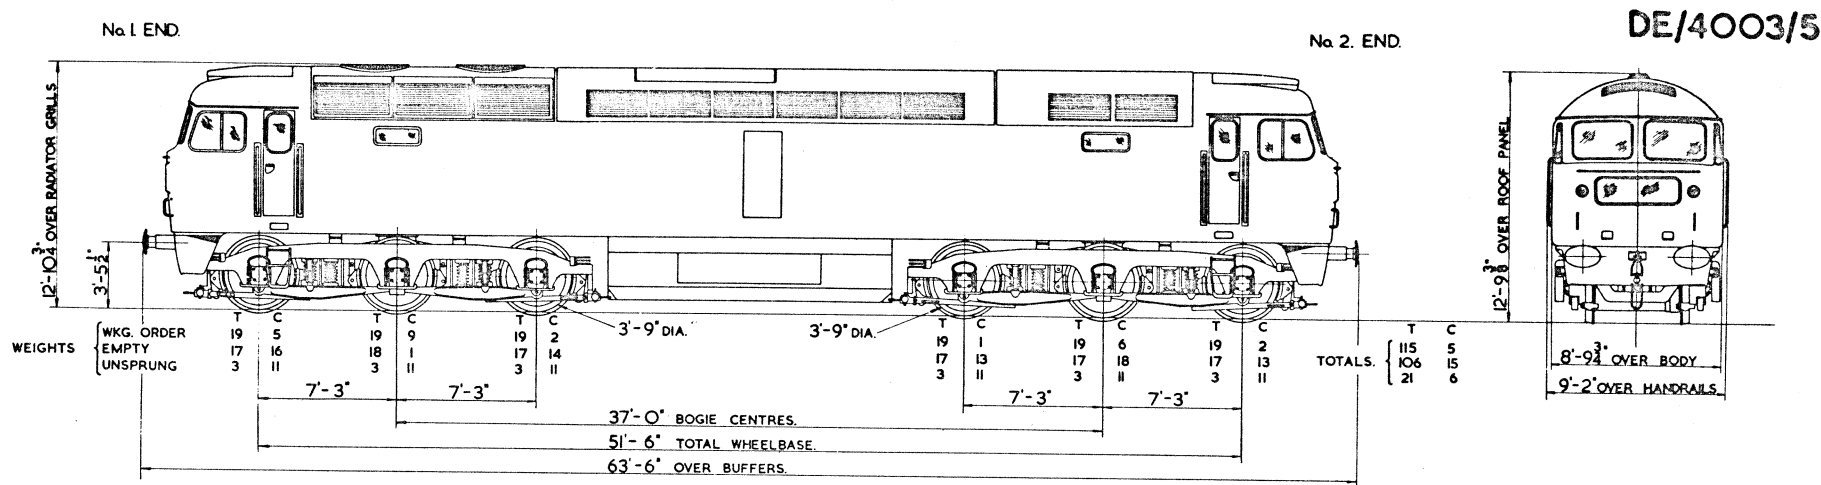 DE/4003/5
No. 1. END.
No. 2. END.
12'-10¾" OVER RADIATOR GRILLS
3'-5½"
12'-9⅜" OVER ROOF PANEL
T C T C T C T C T C T C
WEIGHTS
WKG. ORDER 19 5 19 9 19 2 19 1 19 6 19 2
EMPTY 17 16 18 1 17 14 17 13 17 18 17 13
UNSPRUNG 3 11 3 11 3 11 3 11 3 11 3 11
3'-9" DIA.
3'-9" DIA.
TOTALS.
T C
115 5
106 15
21 6
8'-9¾" OVER BODY
9'-2" OVER HANDRAILS.
7'-3" 7'-3" 7'-3" 7'-3"
37'-0" BOGIE CENTRES.
51'-6" TOTAL WHEELBASE.
63'-6" OVER BUFFERS.